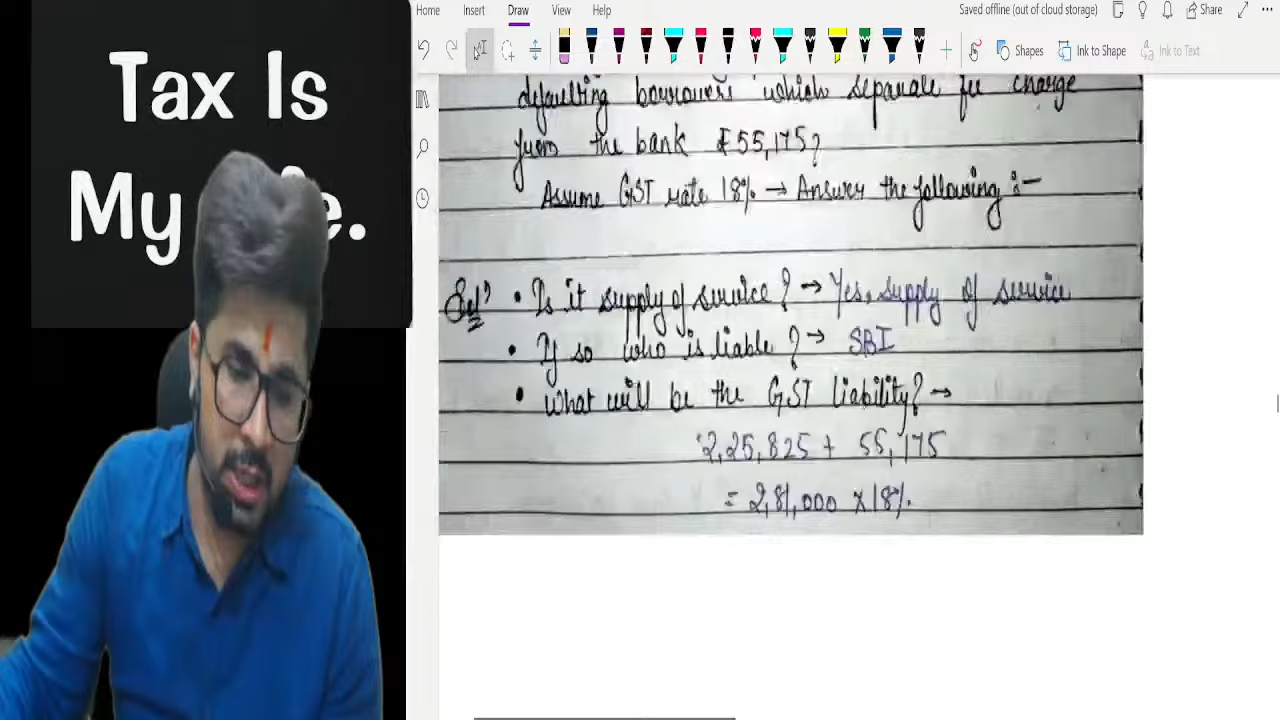 Tax Is
My e.
Home Insert Draw View Help
Saved offline (out of cloud storage)
Share
Shapes
Ink to Shape
Ink to Text
defaulting borrowers which separate fee charge
from the bank ₹55,175?
Assume GST rate 18% → Answer the following :-
Sol? • Is it supply of service? → Yes, supply of service
• If so who is liable? → SBI
• What will be the GST liability? →
2,25,825 + 55,175
= 2,81,000 × 18%.